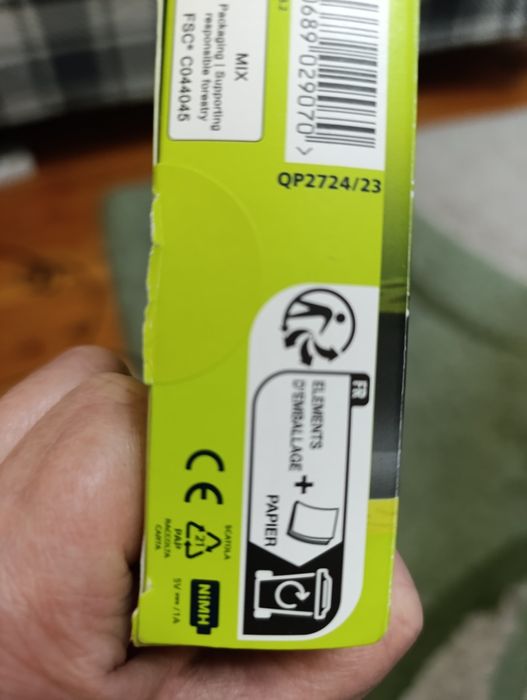 MIX
Packaging | Supporting
responsible forestry
FSC® C044045
689 029070 >
QP2724/23
FR
ELEMENTS
D'EMBALLAGE
+
PAPIER
CE
SCATOLA
21
PAP
RACCOLTA
CARTA
NiMH
5V ⎓ /1A